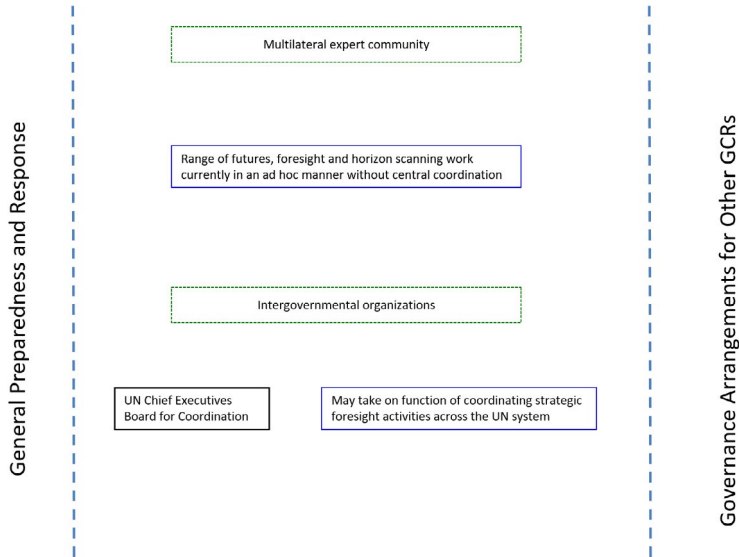 General Preparedness and Response
Multilateral expert community
Range of futures, foresight and horizon scanning work
currently in an ad hoc manner without central coordination
Intergovernmental organizations
UN Chief Executives
Board for Coordination
May take on function of coordinating strategic
foresight activities across the UN system
Governance Arrangements for Other GCRs